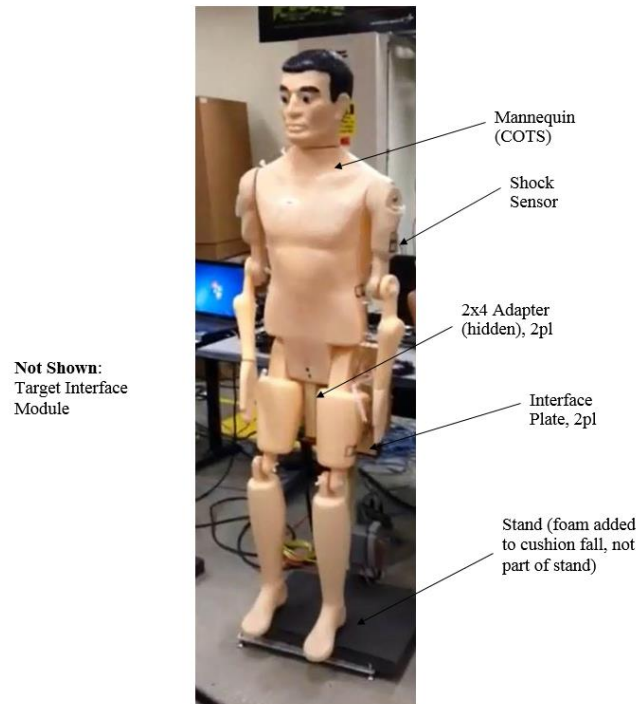 Mannequin
(COTS)
Shock
Sensor
2x4 Adapter
(hidden), 2pl
Not Shown:
Target Interface
Module
Interface
Plate, 2pl
Stand (foam added
to cushion fall, not
part of stand)